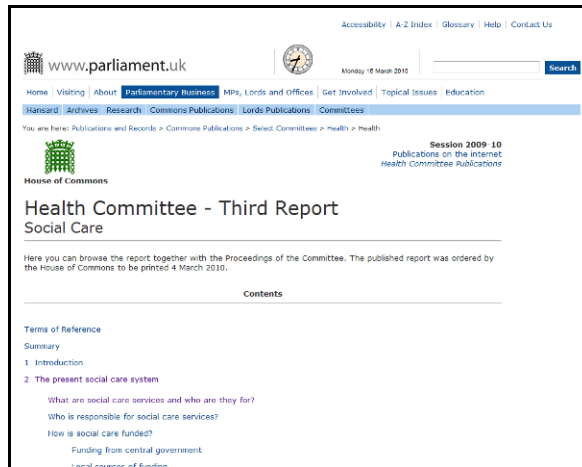 Accessibility | A-Z Index | Glossary | Help | Contact Us
www.parliament.uk
Monday 15 March 2010
Search
Home | Visiting | About | Parliamentary Business | MPs, Lords and Offices | Get Involved | Topical Issues | Education
Hansard | Archives | Research | Commons Publications | Lords Publications | Committees
You are here: Publications and Records > Commons Publications > Select Committees > Health > Health
Session 2009-10
Publications on the internet
Health Committee Publications
House of Commons
Health Committee - Third Report
Social Care
Here you can browse the report together with the Proceedings of the Committee. The published report was ordered by
the House of Commons to be printed 4 March 2010.
Contents
Terms of Reference
Summary
1 Introduction
2 The present social care system
What are social care services and who are they for?
Who is responsible for social care services?
How is social care funded?
Funding from central government
Local sources of funding